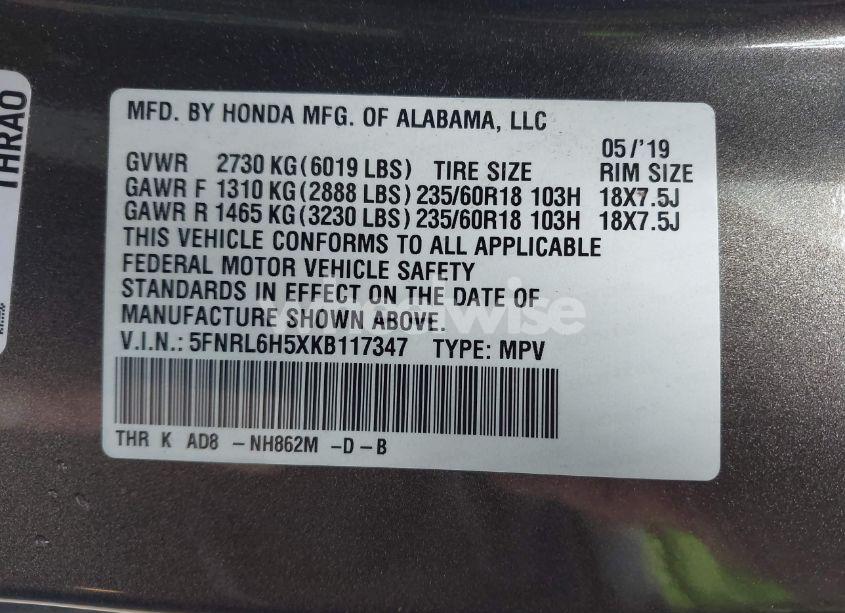 THRAO
MFD. BY HONDA MFG. OF ALABAMA, LLC
05/'19
GVWR 2730 KG(6019 LBS) TIRE SIZE RIM SIZE
GAWR F 1310 KG(2888 LBS)235/60R18 103H 18X7.5J
GAWR R 1465 KG(3230 LBS)235/60R18 103H 18X7.5J
THIS VEHICLE CONFORMS TO ALL APPLICABLE
FEDERAL MOTOR VEHICLE SAFETY
STANDARDS IN EFFECT ON THE DATE OF
MANUFACTURE SHOWN ABOVE.
V.I.N.: 5FNRL6H5XKB117347 TYPE: MPV
THR K AD8 -NH862M -D-B